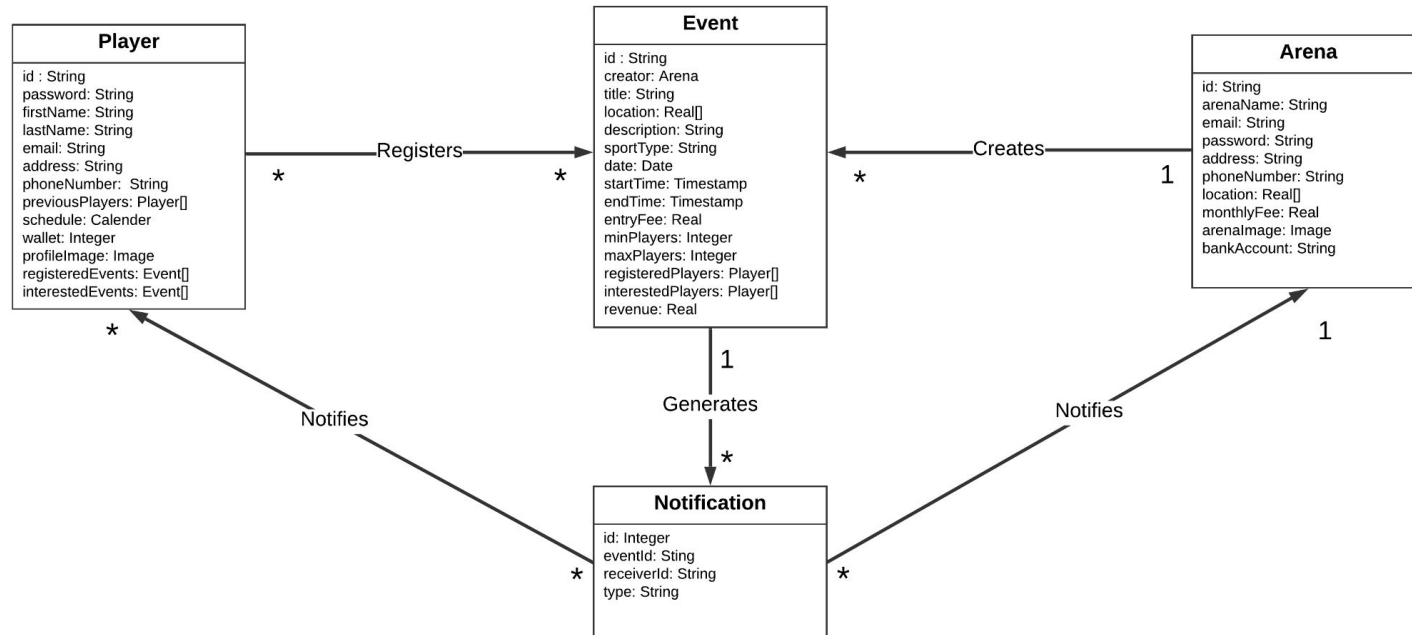 Player
id : String
password: String
firstName: String
lastName: String
email: String
address: String
phoneNumber:  String
previousPlayers: Player[]
schedule: Calender
wallet: Integer
profileImage: Image
registeredEvents: Event[]
interestedEvents: Event[]
Registers
*
*
Event
id : String
creator: Arena
title: String
location: Real[]
description: String
sportType: String
date: Date
startTime: Timestamp
endTime: Timestamp
entryFee: Real
minPlayers: Integer
maxPlayers: Integer
registeredPlayers: Player[]
interestedPlayers: Player[]
revenue: Real
Creates
*
1
Arena
id: String
arenaName: String
email: String
password: String
address: String
phoneNumber: String
location: Real[]
monthlyFee: Real
arenaImage: Image
bankAccount: String
*
Notifies
*
1
Generates
*
1
Notifies
*
Notification
id: Integer
eventId: Sting
receiverId: String
type: String